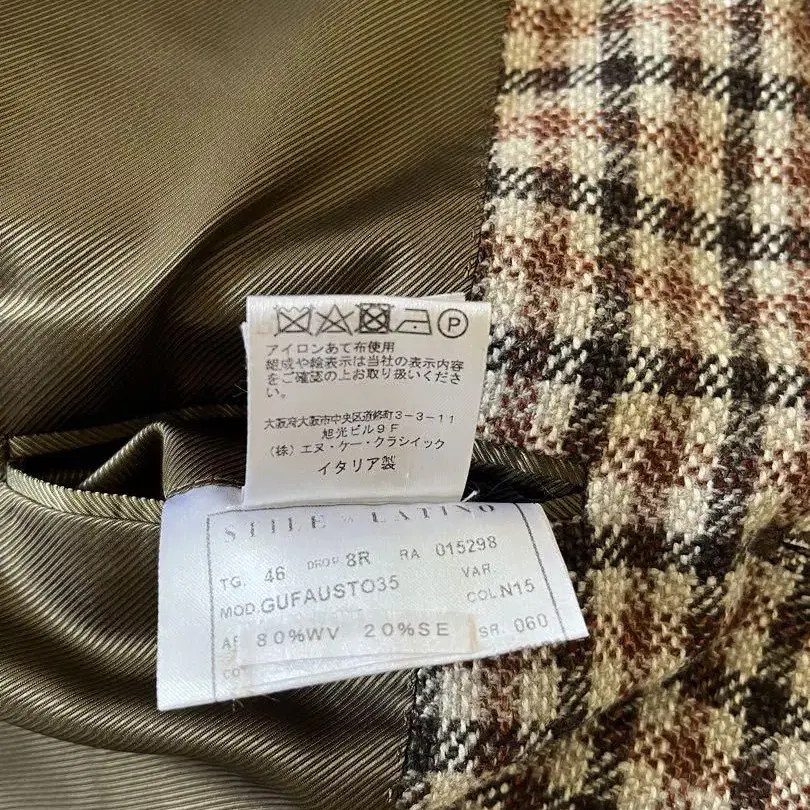 P
アイロンあて布使用
組成や絵表示は当社の表示内容
をご確認の上お取り扱いくださ
い。
大阪府大阪市中央区道修町3-3-11
旭光ビル9F
(株)エヌ・ケー・クラシイック
イタリア製
STILE LATINO
TG. 46 DROP 8R RA 015298
MOD.GUFAUSTO35 VAR.
COL.N15
80%WV 20%SE SR. 060